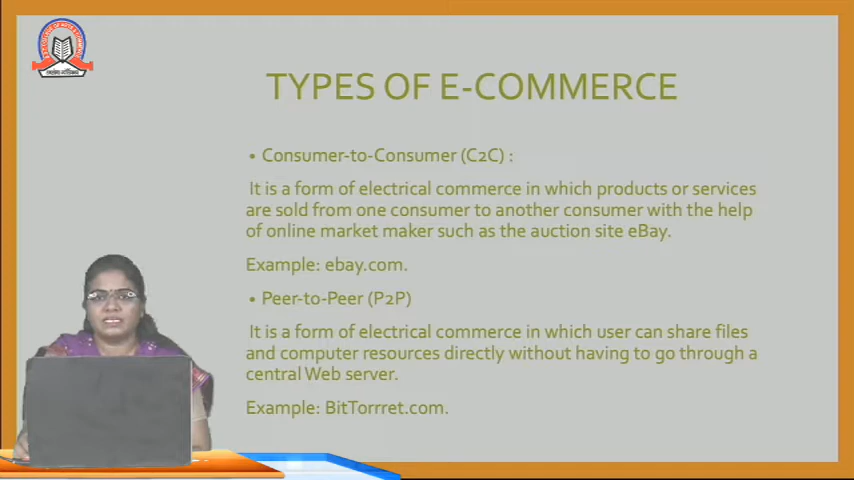 TYPES OF E-COMMERCE
• Consumer-to-Consumer (C2C) :
It is a form of electrical commerce in which products or services
are sold from one consumer to another consumer with the help
of online market maker such as the auction site eBay.
Example: ebay.com.
• Peer-to-Peer (P2P)
It is a form of electrical commerce in which user can share files
and computer resources directly without having to go through a
central Web server.
Example: BitTorrret.com.